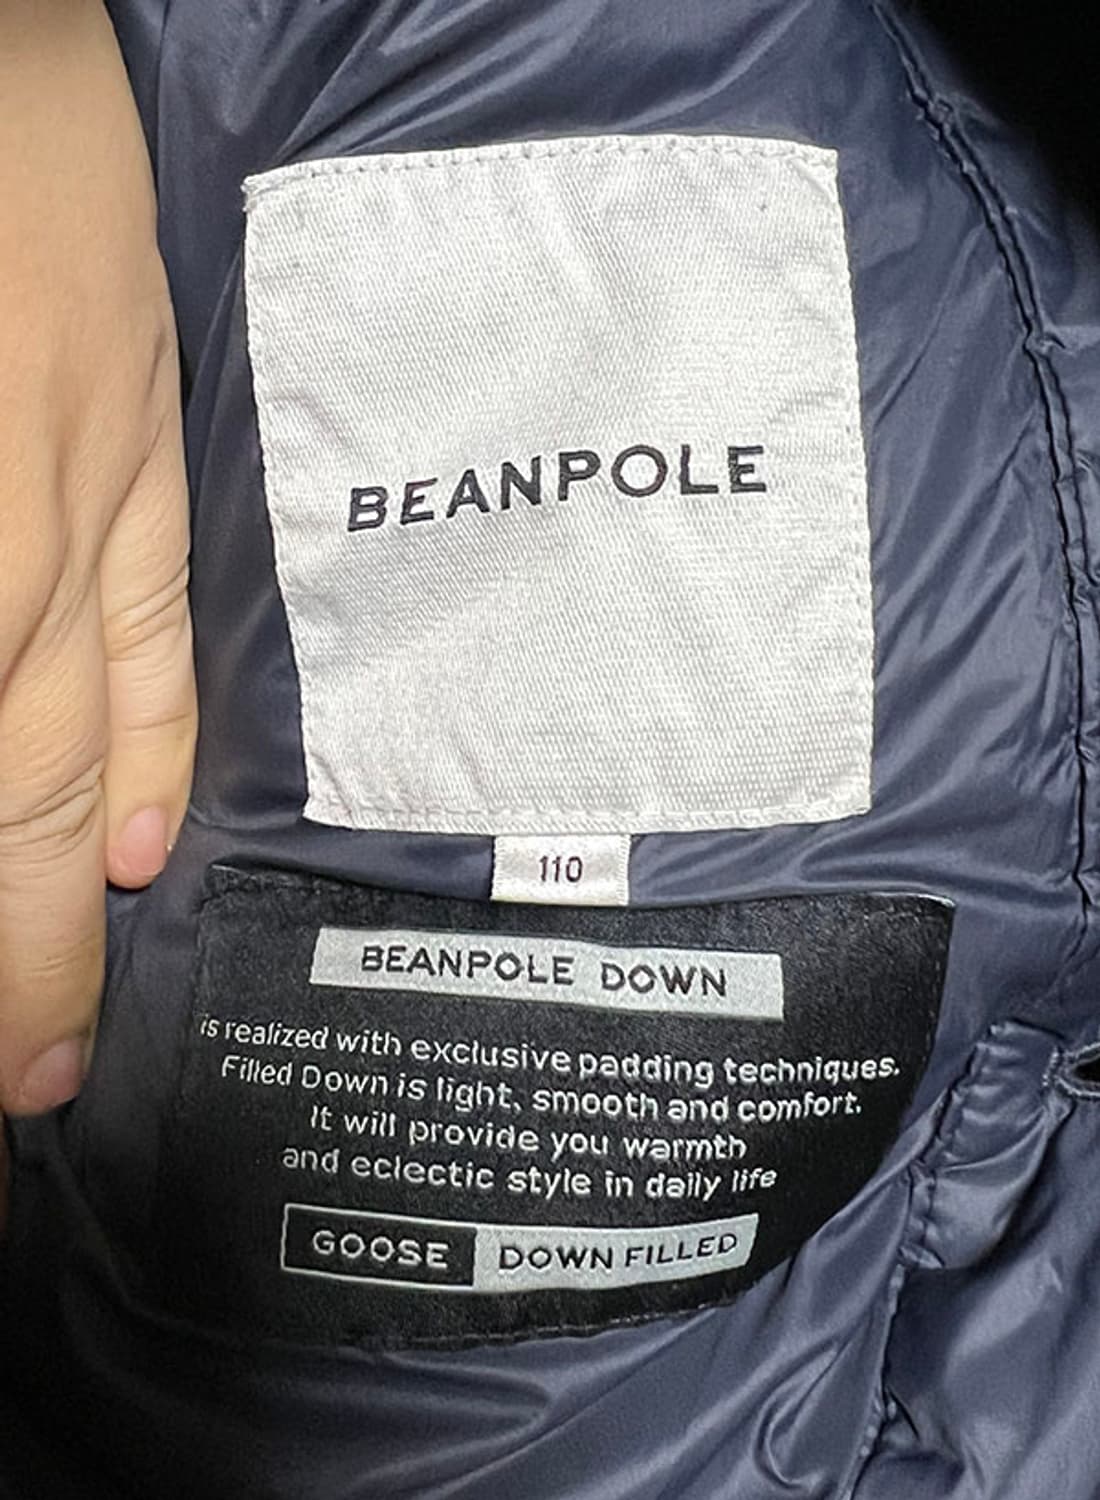 BEANPOLE
110
BEANPOLE DOWN
is realized with exclusive padding techniques.
Filled Down is light, smooth and comfort.
It will provide you warmth
and eclectic style in daily life
GOOSE DOWN FILLED